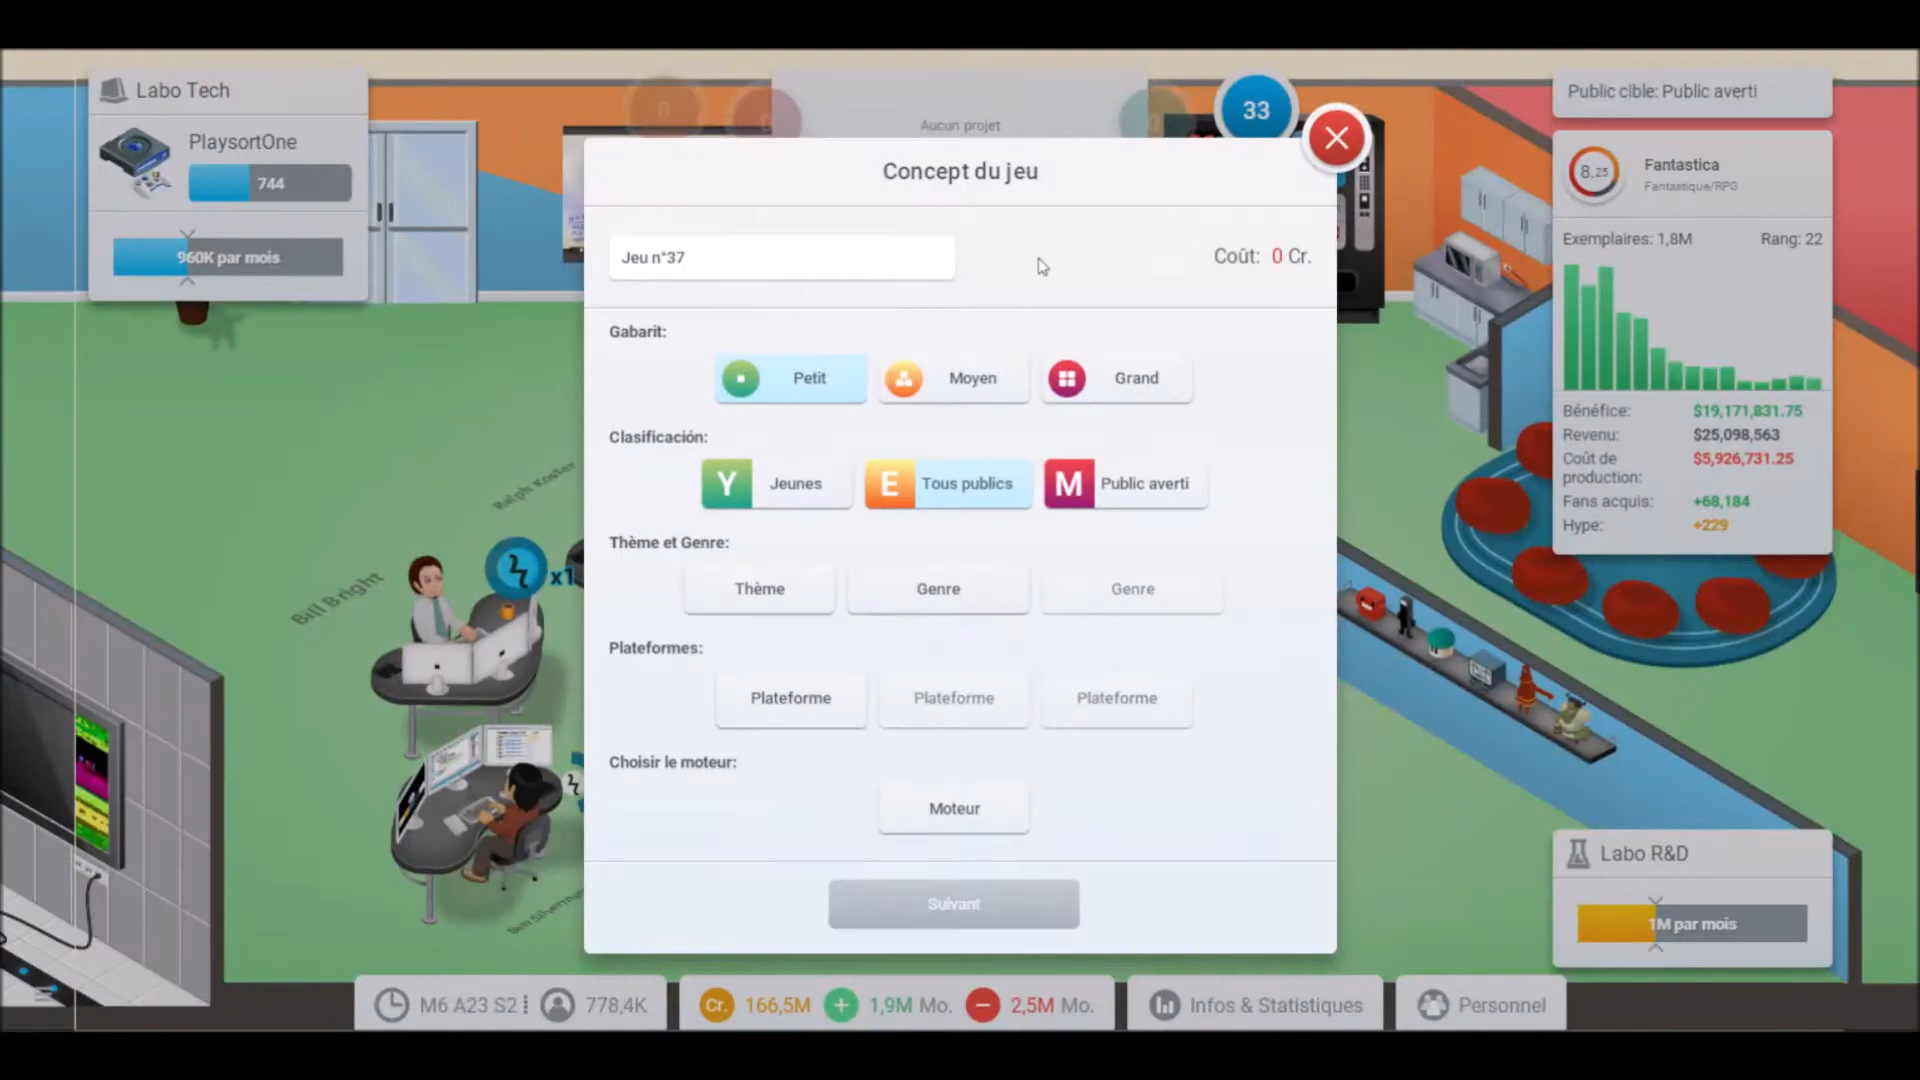 Labo Tech
PlaysortOne
744
960K par mois
Aucun projet
33
Public cible: Public averti
8.25
Fantastica
Fantastique/RPG
Exemplaires: 1,8M
Rang: 22
Bénéfice: $19,171,831.75
Revenu: $25,098,563
Coût de production: $5,926,731.25
Fans acquis: +68,184
Hype: +229
Concept du jeu
Jeu n°37
Coût: 0 Cr.
Gabarit:
Petit
Moyen
Grand
Clasificación:
Y Jeunes
E Tous publics
M Public averti
Thème et Genre:
Thème
Genre
Genre
Plateformes:
Plateforme
Plateforme
Plateforme
Choisir le moteur:
Moteur
Suivant
Ralph Koster
Bill Bright
x1
Labo R&D
1M par mois
M6 A23 S2
778,4K
Cr. 166,5M
1,9M Mo.
2,5M Mo.
Infos & Statistiques
Personnel